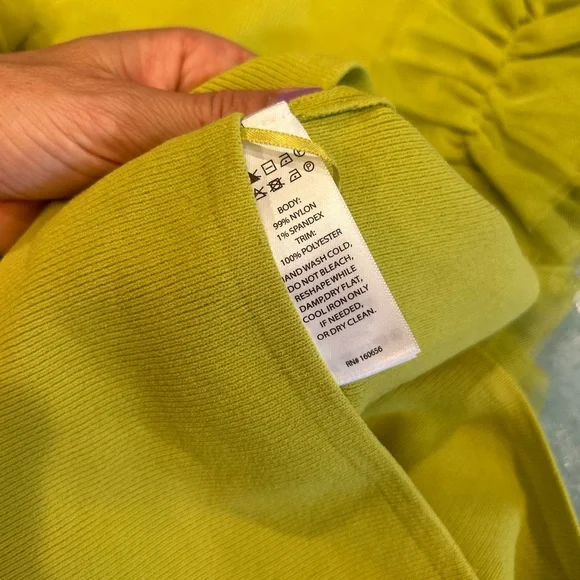 BODY:
99% NYLON
1% SPANDEX
TRIM:
100% POLYESTER
HAND WASH COLD,
DO NOT BLEACH,
RESHAPE WHILE
DAMP,DRY FLAT,
COOL IRON ONLY
IF NEEDED,
OR DRY CLEAN.
RN# 160656